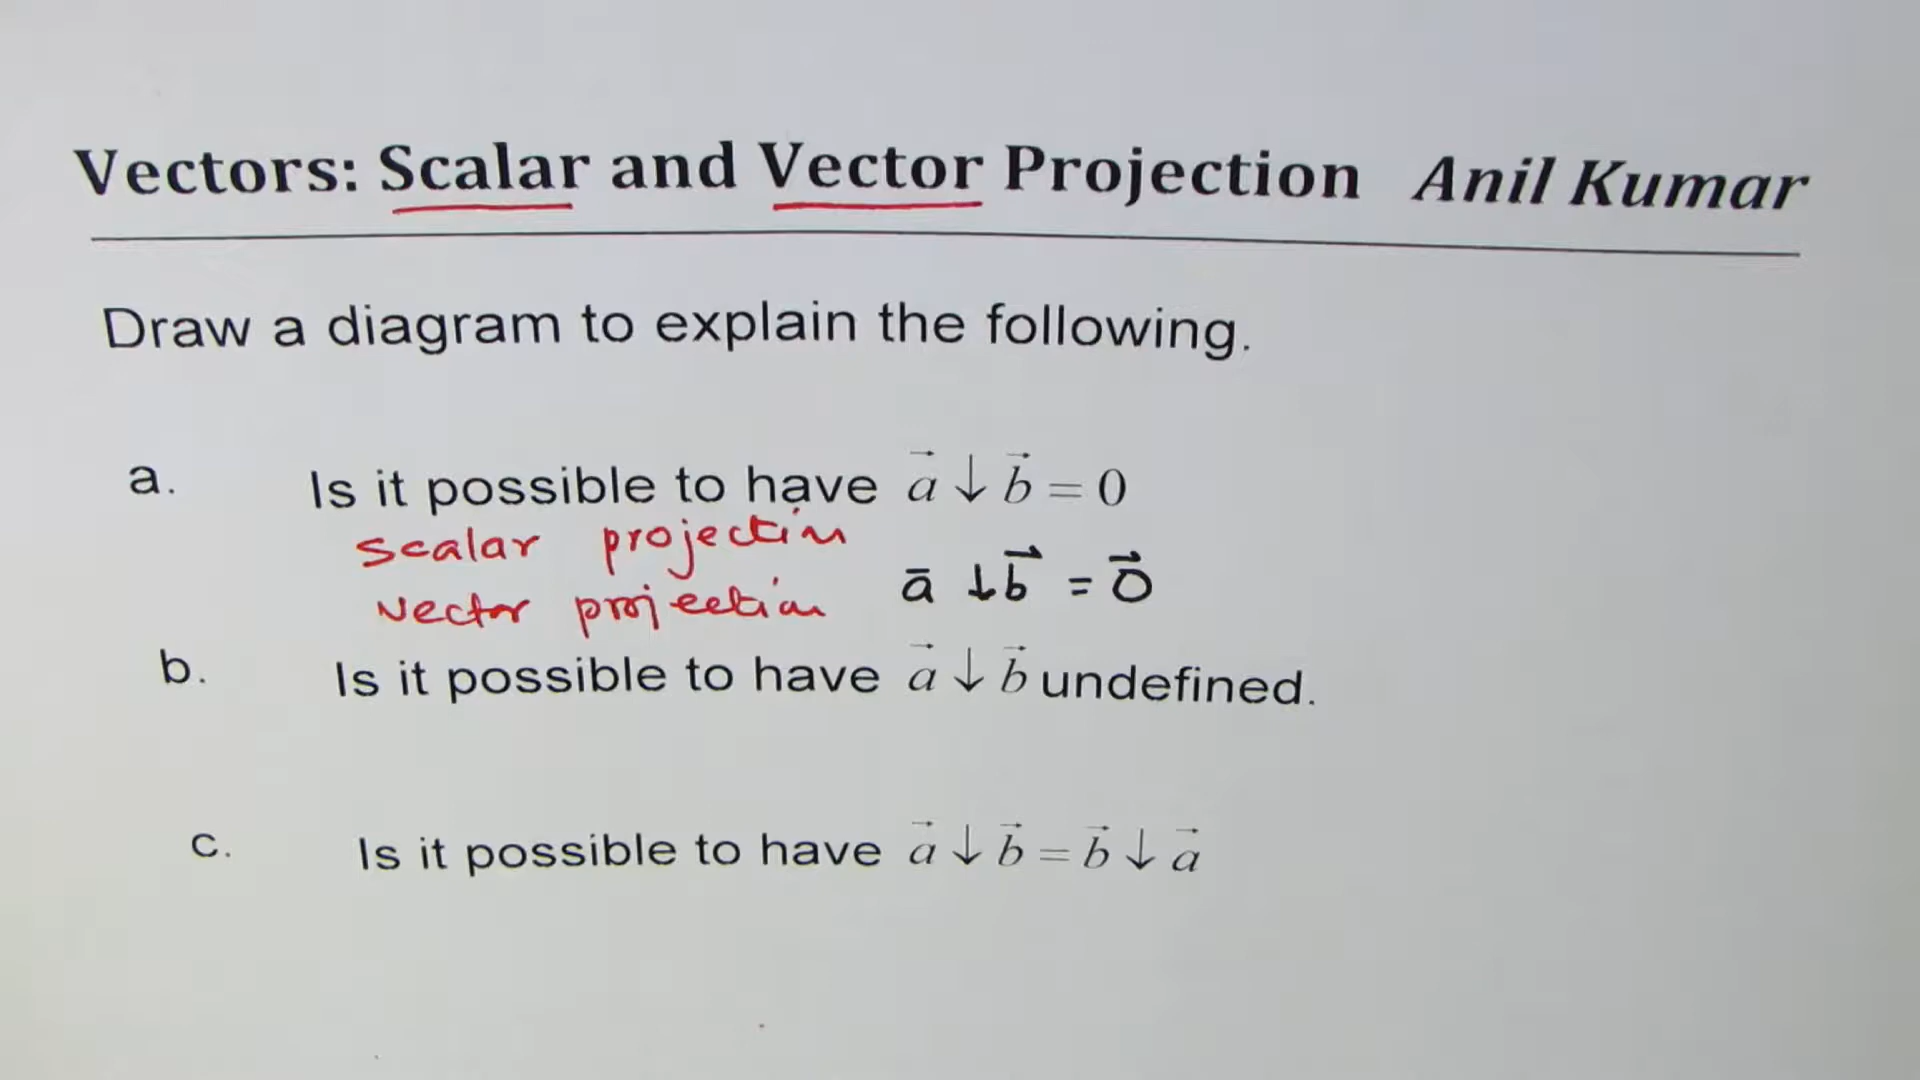 Vectors: Scalar and Vector Projection Anil Kumar
Draw a diagram to explain the following.
a. Is it possible to have a⃗ ↓ b⃗ = 0
scalar projection
vector projection a̅ ↓ b⃗ = 0⃗
b. Is it possible to have a⃗ ↓ b⃗ undefined.
c. Is it possible to have a⃗ ↓ b⃗ = b⃗ ↓ a⃗